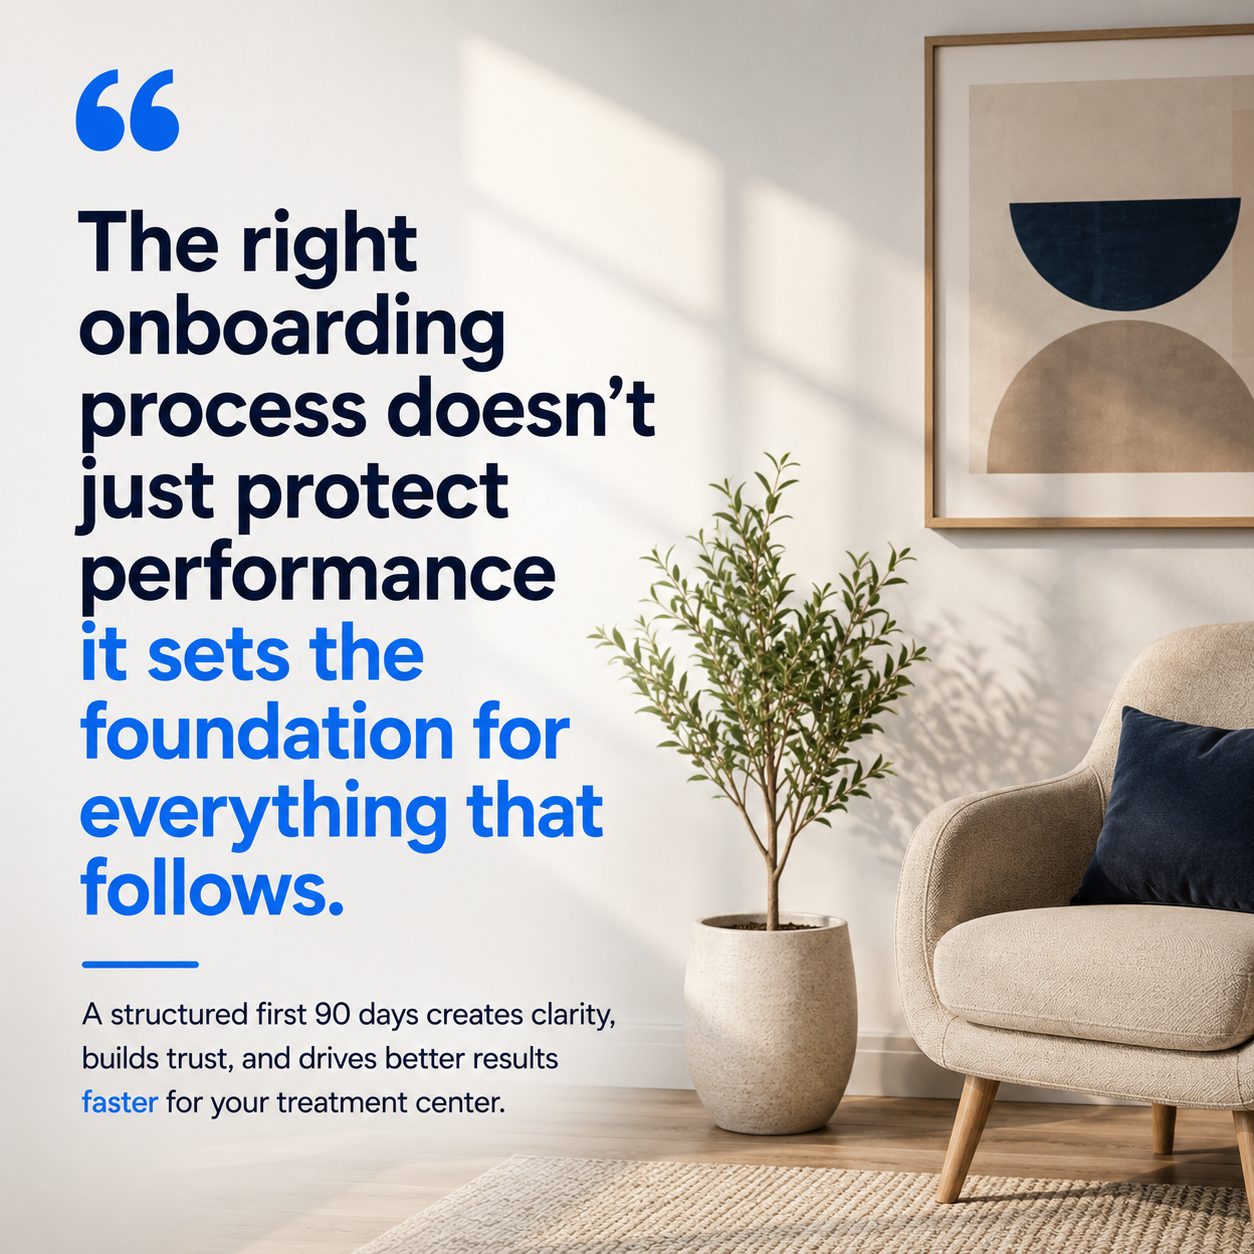 “
The right
onboarding
process doesn’t
just protect
performance
it sets the
foundation for
everything that
follows.
A structured first 90 days creates clarity,
builds trust, and drives better results
faster for your treatment center.